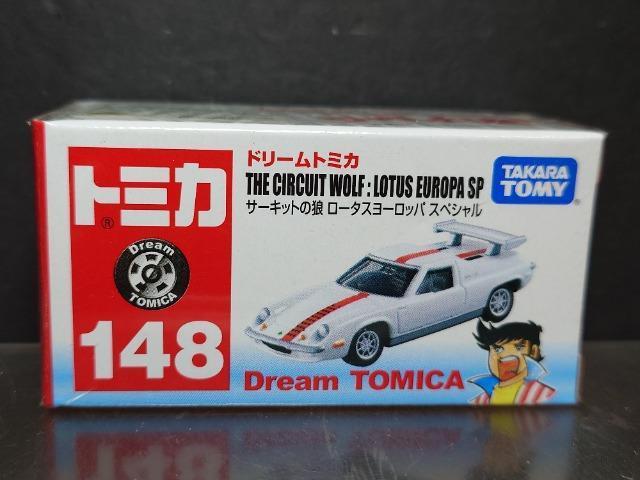 トミカ
®
Dream
TOMICA
148
ドリームトミカ
THE CIRCUIT WOLF : LOTUS EUROPA SP
サーキットの狼 ロータスヨーロッパ スペシャル
TAKARA
TOMY
Dream TOMICA